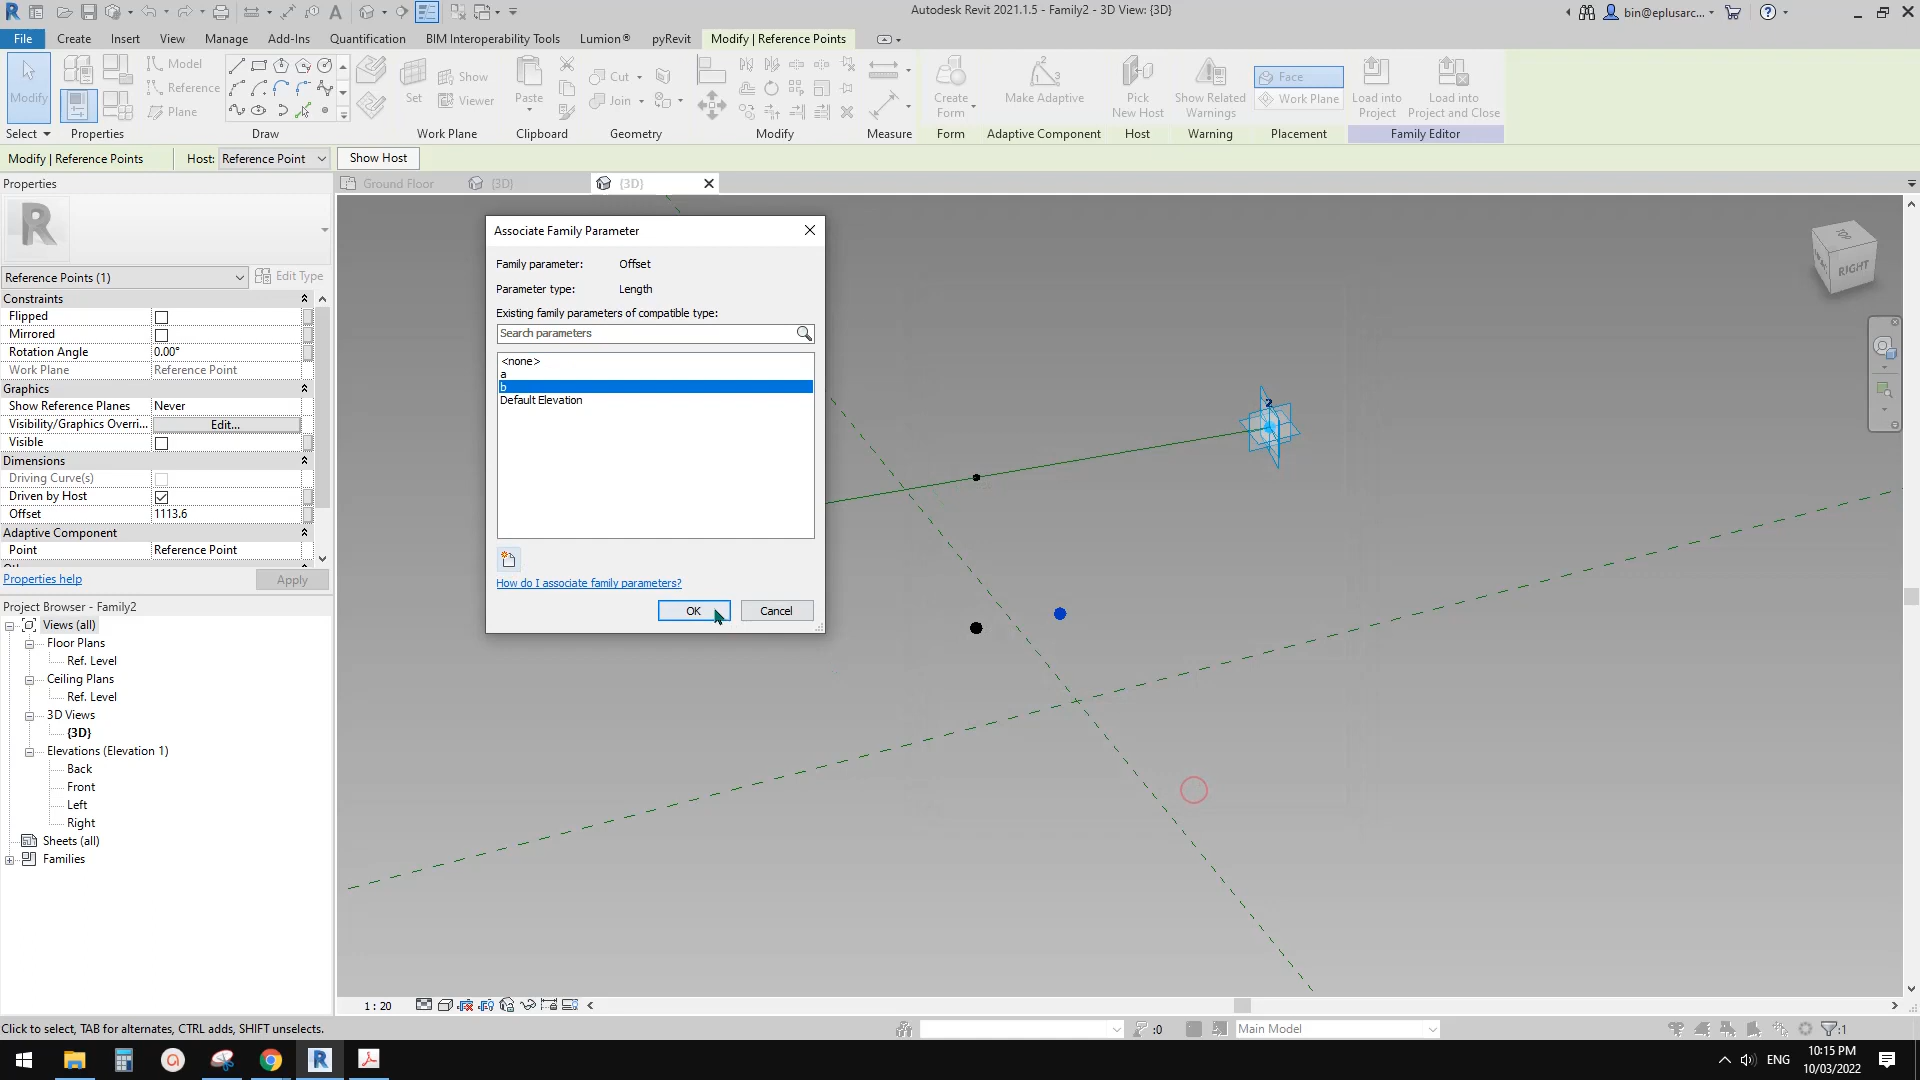 Autodesk Revit 2021.1.5 - Family2 - 3D View: {3D}
bin@eplusarc...
File Create Insert View Manage Add-Ins Quantification BIM Interoperability Tools Lumion® pyRevit Modify | Reference Points
Modify
Model
Reference
Plane
Set
Show
Viewer
Paste
Cut
Join
Create Form
Make Adaptive
Pick New Host
Show Related Warnings
Face
Work Plane
Load into Project
Load into Project and Close
Select Properties Draw Work Plane Clipboard Geometry Modify Measure Form Adaptive Component Host Warning Placement Family Editor
Modify | Reference Points Host: Reference Point Show Host
Properties
Ground Floor {3D} {3D}
R
Reference Points (1) Edit Type
Constraints
Flipped
Mirrored
Rotation Angle 0.00°
Work Plane Reference Point
Graphics
Show Reference Planes Never
Visibility/Graphics Overri... Edit...
Visible
Dimensions
Driving Curve(s)
Driven by Host
Offset 1113.6
Adaptive Component
Point Reference Point
Properties help Apply
Project Browser - Family2
Views (all)
Floor Plans
Ref. Level
Ceiling Plans
Ref. Level
3D Views
{3D}
Elevations (Elevation 1)
Back
Front
Left
Right
Sheets (all)
Families
Associate Family Parameter
Family parameter: Offset
Parameter type: Length
Existing family parameters of compatible type:
Search parameters
<none>
a
b
Default Elevation
How do I associate family parameters?
OK Cancel
2
TOP
RIGHT
1 : 20
Click to select, TAB for alternates, CTRL adds, SHIFT unselects.
:0
Main Model
:1
ENG
10:15 PM
10/03/2022